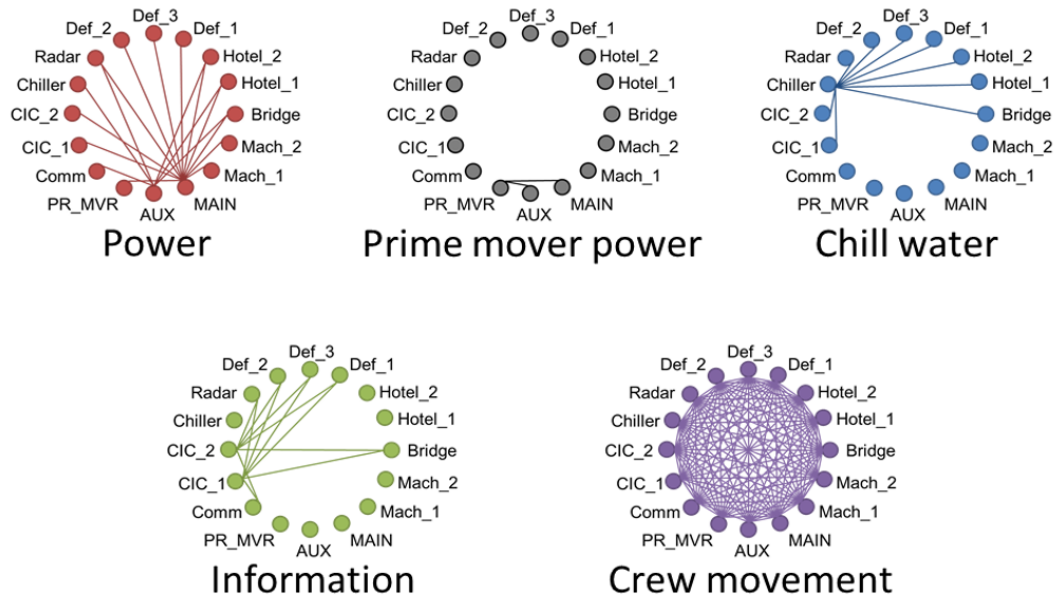 Def_3
Def_2
Def_1
Radar
Hotel_2
Chiller
Hotel_1
CIC_2
Bridge
CIC_1
Mach_2
Comm
Mach_1
PR_MVR
AUX
MAIN
Power
Def_3
Def_2
Def_1
Radar
Hotel_2
Chiller
Hotel_1
CIC_2
Bridge
CIC_1
Mach_2
Comm
Mach_1
PR_MVR
AUX
MAIN
Prime mover power
Def_3
Def_2
Def_1
Radar
Hotel_2
Chiller
Hotel_1
CIC_2
Bridge
CIC_1
Mach_2
Comm
Mach_1
PR_MVR
AUX
MAIN
Chill water
Def_3
Def_2
Def_1
Radar
Hotel_2
Chiller
Hotel_1
CIC_2
Bridge
CIC_1
Mach_2
Comm
Mach_1
PR_MVR
AUX
MAIN
Information
Def_3
Def_2
Def_1
Radar
Hotel_2
Chiller
Hotel_1
CIC_2
Bridge
CIC_1
Mach_2
Comm
Mach_1
PR_MVR
AUX
MAIN
Crew movement